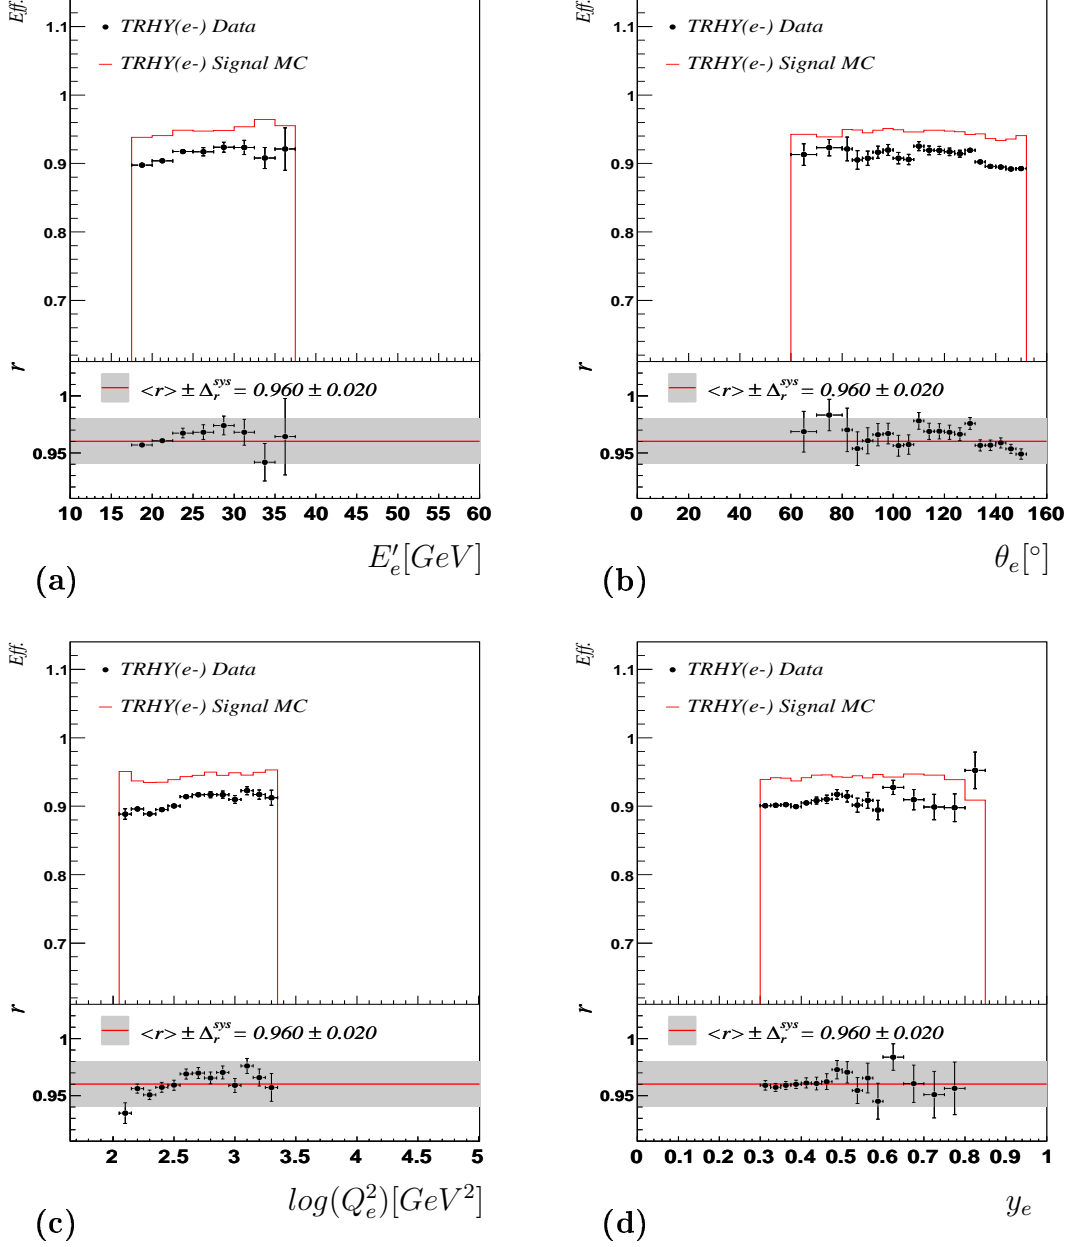 Eff.
1.1
TRHY(e-) Data
TRHY(e-) Signal MC
1
0.9
0.8
0.7
r
<r> ± Δ_r^sys = 0.960 ± 0.020
1
0.95
10 15 20 25 30 35 40 45 50 55 60
E′_e[GeV]
(a)
Eff.
1.1
TRHY(e-) Data
TRHY(e-) Signal MC
1
0.9
0.8
0.7
r
<r> ± Δ_r^sys = 0.960 ± 0.020
1
0.95
0 20 40 60 80 100 120 140 160
θ_e[°]
(b)
Eff.
1.1
TRHY(e-) Data
TRHY(e-) Signal MC
1
0.9
0.8
0.7
r
<r> ± Δ_r^sys = 0.960 ± 0.020
1
0.95
2 2.5 3 3.5 4 4.5 5
log(Q_e^2)[GeV^2]
(c)
Eff.
1.1
TRHY(e-) Data
TRHY(e-) Signal MC
1
0.9
0.8
0.7
r
<r> ± Δ_r^sys = 0.960 ± 0.020
1
0.95
0 0.1 0.2 0.3 0.4 0.5 0.6 0.7 0.8 0.9 1
y_e
(d)